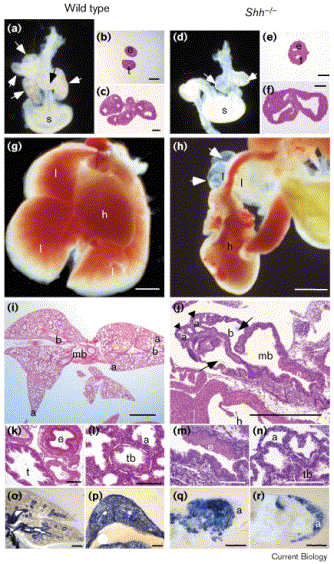 Wild type
Shh–/–
(a)
s
(b)
e
t
(c)
(d)
s
(e)
e
t
(f)
(g)
l
h
l
l
(h)
l
l
h
(i)
b
mb
a
b
a
a
(j)
a
a
b
mb
h
(k)
e
t
(l)
a
tb
(m)
(n)
a
tb
(o)
(p)
(q)
a
(r)
a
Current Biology